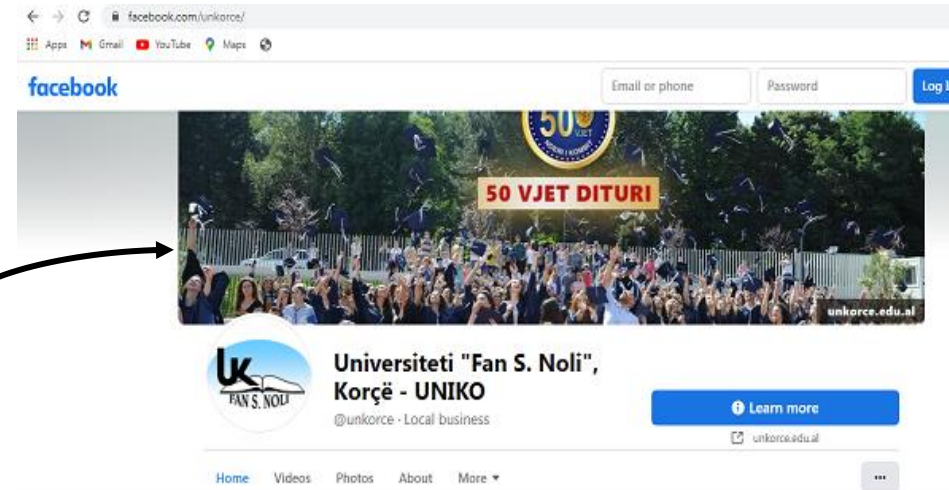 facebook.com/unkorce/
Apps Gmail YouTube Maps
facebook Email or phone Password Log I
50
VJET
50 VJET DITURI
unkorce.edu.al
UK
FAN S. NOLI
Universiteti "Fan S. Noli",
Korçë - UNIKO
@unkorce · Local business
Learn more
unkorce.edu.al
Home Videos Photos About More